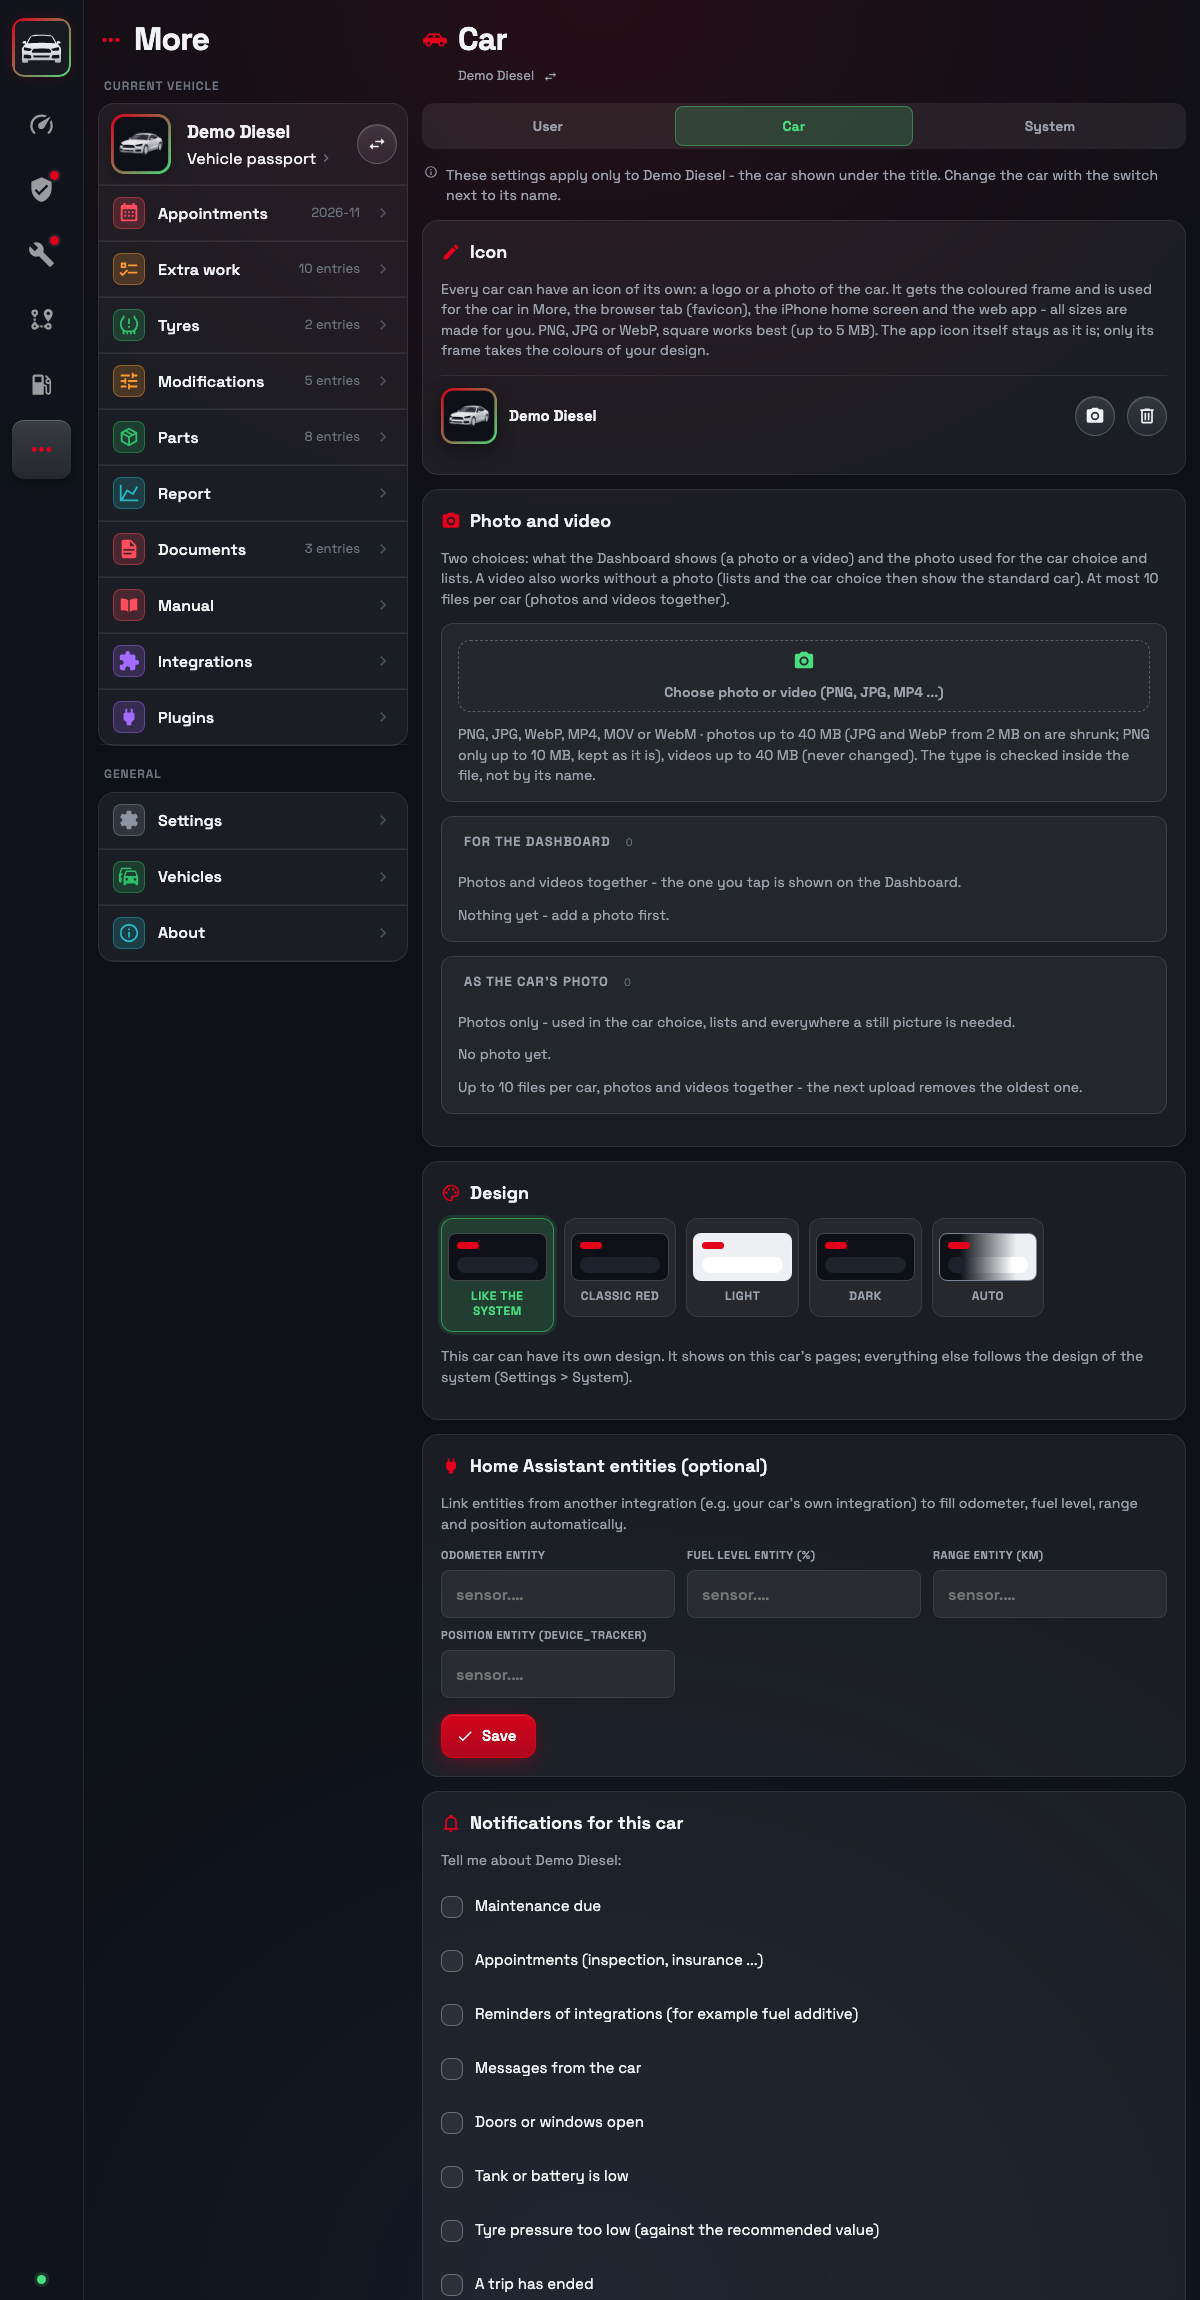 More
CURRENT VEHICLE
Demo Diesel
Vehicle passport
Appointments 2026-11
Extra work 10 entries
Tyres 2 entries
Modifications 5 entries
Parts 8 entries
Report
Documents 3 entries
Manual
Integrations
Plugins
GENERAL
Settings
Vehicles
About
Car
Demo Diesel
User Car System
These settings apply only to Demo Diesel - the car shown under the title. Change the car with the switch
next to its name.
Icon
Every car can have an icon of its own: a logo or a photo of the car. It gets the coloured frame and is used
for the car in More, the browser tab (favicon), the iPhone home screen and the web app - all sizes are
made for you. PNG, JPG or WebP, square works best (up to 5 MB). The app icon itself stays as it is; only its
frame takes the colours of your design.
Demo Diesel
Photo and video
Two choices: what the Dashboard shows (a photo or a video) and the photo used for the car choice and
lists. A video also works without a photo (lists and the car choice then show the standard car). At most 10
files per car (photos and videos together).
Choose photo or video (PNG, JPG, MP4 ...)
PNG, JPG, WebP, MP4, MOV or WebM · photos up to 40 MB (JPG and WebP from 2 MB on are shrunk; PNG
only up to 10 MB, kept as it is), videos up to 40 MB (never changed). The type is checked inside the
file, not by its name.
FOR THE DASHBOARD 0
Photos and videos together - the one you tap is shown on the Dashboard.
Nothing yet - add a photo first.
AS THE CAR'S PHOTO 0
Photos only - used in the car choice, lists and everywhere a still picture is needed.
No photo yet.
Up to 10 files per car, photos and videos together - the next upload removes the oldest one.
Design
LIKE THE
SYSTEM
CLASSIC RED
LIGHT
DARK
AUTO
This car can have its own design. It shows on this car's pages; everything else follows the design of the
system (Settings > System).
Home Assistant entities (optional)
Link entities from another integration (e.g. your car's own integration) to fill odometer, fuel level, range
and position automatically.
ODOMETER ENTITY FUEL LEVEL ENTITY (%) RANGE ENTITY (KM)
sensor.... sensor.... sensor....
POSITION ENTITY (DEVICE_TRACKER)
sensor....
Save
Notifications for this car
Tell me about Demo Diesel:
Maintenance due
Appointments (inspection, insurance ...)
Reminders of integrations (for example fuel additive)
Messages from the car
Doors or windows open
Tank or battery is low
Tyre pressure too low (against the recommended value)
A trip has ended